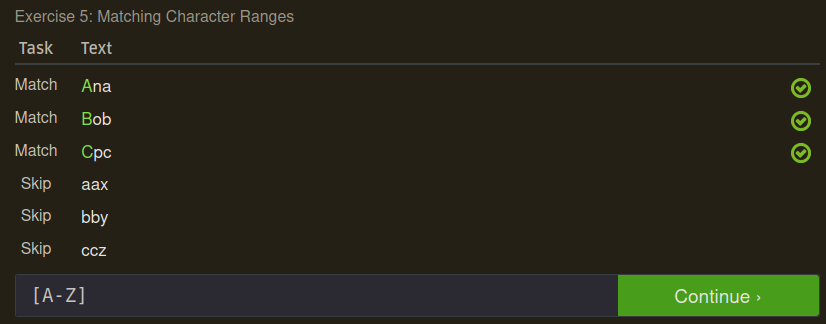 Exercise 5: Matching Character Ranges
Task Text
Match Ana
Match Bob
Match Cpc
Skip aax
Skip bby
Skip ccz
[A-Z] Continue ›